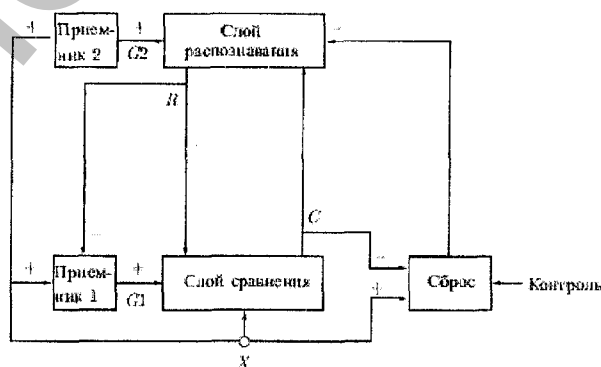 +
Прием-
ник 2
+
G2
Слой
распознавания
−
R
C
−
+
Прием-
ник 1
+
G1
Слой сравнения
−
+
Сброс
Контроль
X